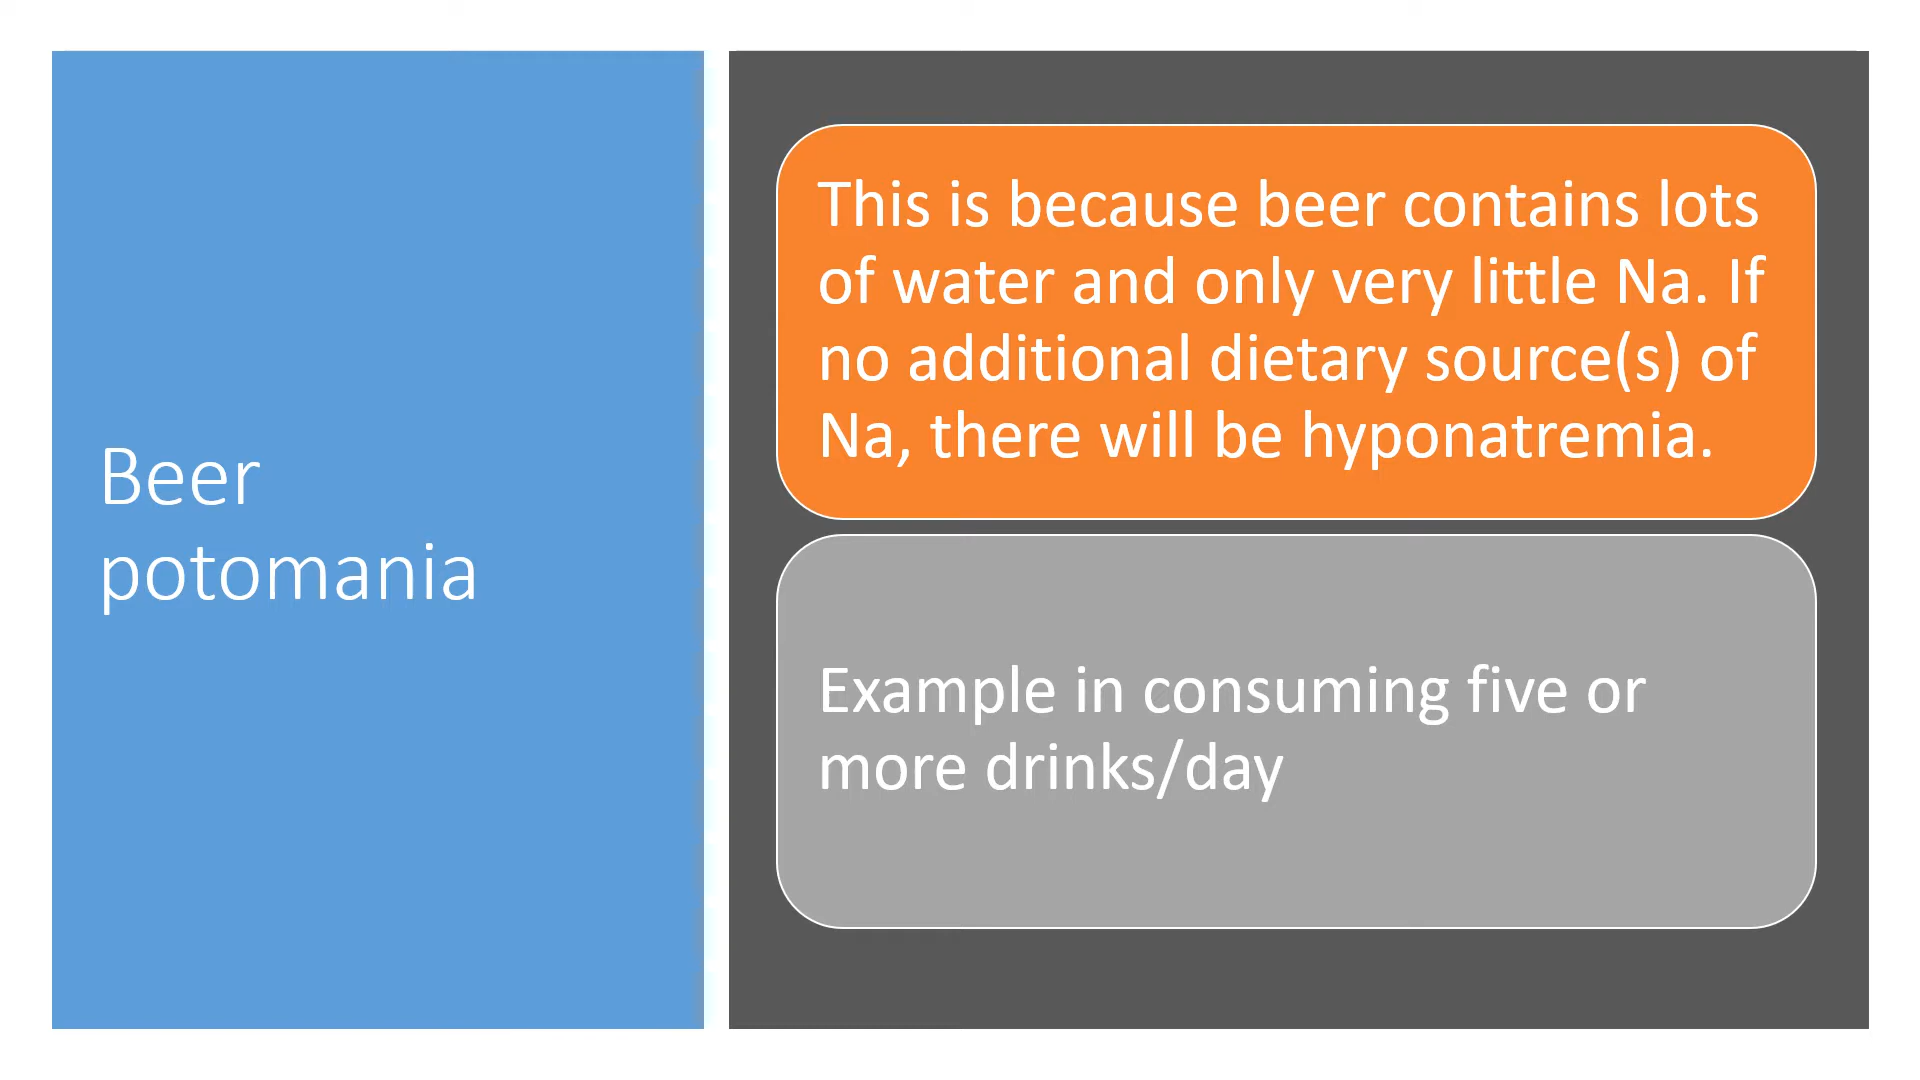 Beer
potomania
This is because beer contains lots
of water and only very little Na. If
no additional dietary source(s) of
Na, there will be hyponatremia.
Example in consuming five or
more drinks/day